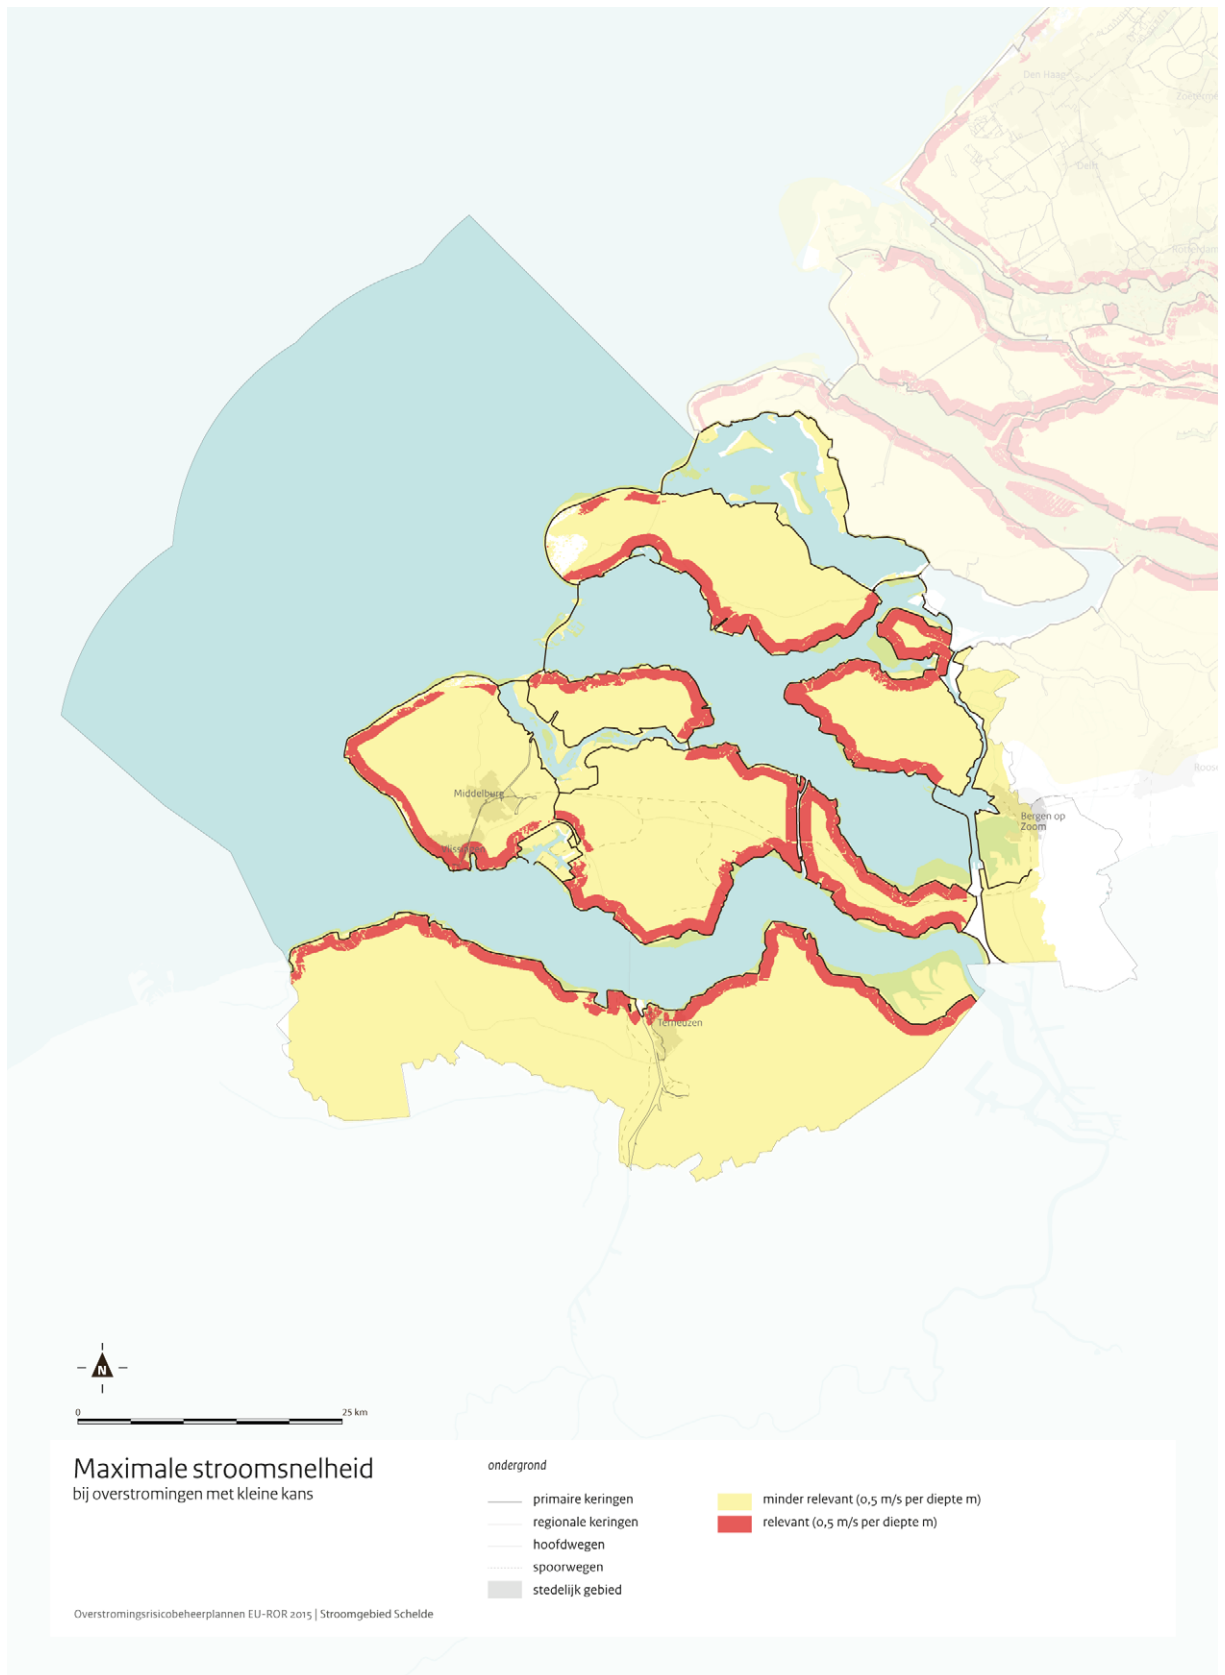 Den Haag
Zoetermeer
Delft
Rotterdam
Middelburg
Vlissingen
Bergen op
Zoom
Terneuzen
N
0
25 km
Maximale stroomsnelheid
bij overstromingen met kleine kans
ondergrond
primaire keringen
regionale keringen
hoofdwegen
spoorwegen
stedelijk gebied
minder relevant (0,5 m/s per diepte m)
relevant (0,5 m/s per diepte m)
Overstromingsrisicobeheerplannen EU-ROR 2015 | Stroomgebied Schelde